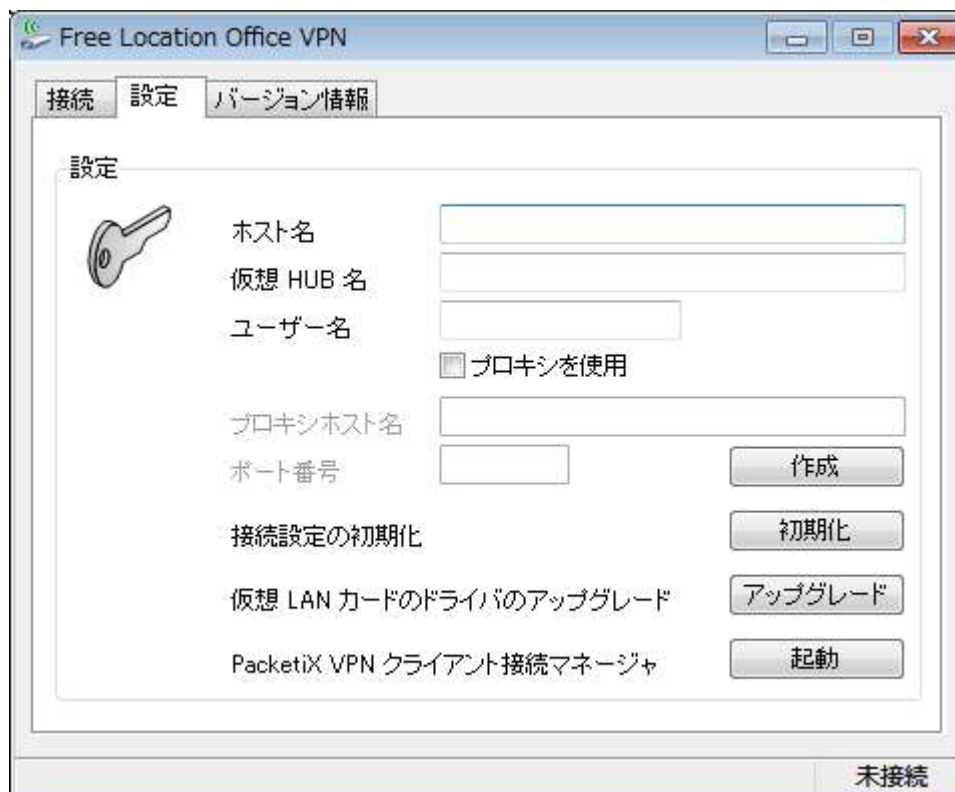 Free Location Office VPN
接続 設定 バージョン情報
設定
ホスト名
仮想 HUB 名
ユーザー名
プロキシを使用
プロキシホスト名
ポート番号 作成
接続設定の初期化 初期化
仮想 LAN カードのドライバのアップグレード アップグレード
PacketiX VPN クライアント接続マネージャ 起動
未接続